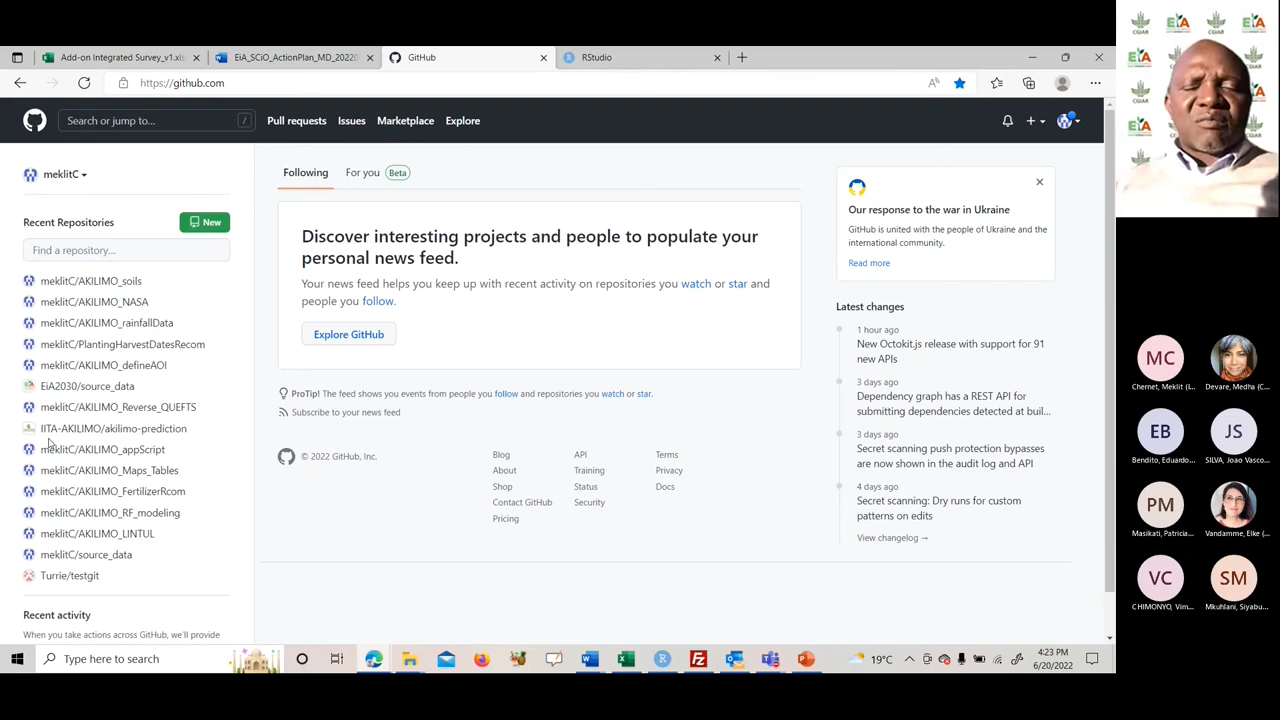 Add-on Integrated Survey_v1.xls
EiA_SCiO_ActionPlan_MD_20220
GitHub
RStudio
https://github.com
Search or jump to...
/
Pull requests
Issues
Marketplace
Explore
meklitC
Recent Repositories
New
Find a repository...
meklitC/AKILIMO_soils
meklitC/AKILIMO_NASA
meklitC/AKILIMO_rainfallData
meklitC/PlantingHarvestDatesRecom
meklitC/AKILIMO_defineAOI
EiA2030/source_data
meklitC/AKILIMO_Reverse_QUEFTS
IITA-AKILIMO/akilimo-prediction
meklitC/AKILIMO_appScript
meklitC/AKILIMO_Maps_Tables
meklitC/AKILIMO_FertilizerRcom
meklitC/AKILIMO_RF_modeling
meklitC/AKILIMO_LINTUL
meklitC/source_data
Turrie/testgit
Recent activity
When you take actions across GitHub, we'll provide
Following
For you
Beta
Discover interesting projects and people to populate your
personal news feed.
Your news feed helps you keep up with recent activity on repositories you watch or star and
people you follow.
Explore GitHub
ProTip! The feed shows you events from people you follow and repositories you watch or star.
Subscribe to your news feed
© 2022 GitHub, Inc.
Blog
About
Shop
Contact GitHub
Pricing
API
Training
Status
Security
Terms
Privacy
Docs
Our response to the war in Ukraine
GitHub is united with the people of Ukraine and the
international community.
Read more
Latest changes
1 hour ago
New Octokit.js release with support for 91
new APIs
3 days ago
Dependency graph has a REST API for
submitting dependencies detected at buil...
3 days ago
Secret scanning push protection bypasses
are now shown in the audit log and API
4 days ago
Secret scanning: Dry runs for custom
patterns on edits
View changelog →
Type here to search
19°C
4:23 PM
6/20/2022
CGIAR
EiA
CGIAR
EiA
EiA
CGIAR
EiA
CGIAR
EiA
MC
Chernet, Meklit (I...
Devare, Medha (C...
EB
Bendito, Eduardo...
JS
SILVA, Joao Vasco...
PM
Masikati, Patricia...
Vandamme, Elke (...
VC
CHIMONYO, Vim...
SM
Mkuhlani, Siyabu...